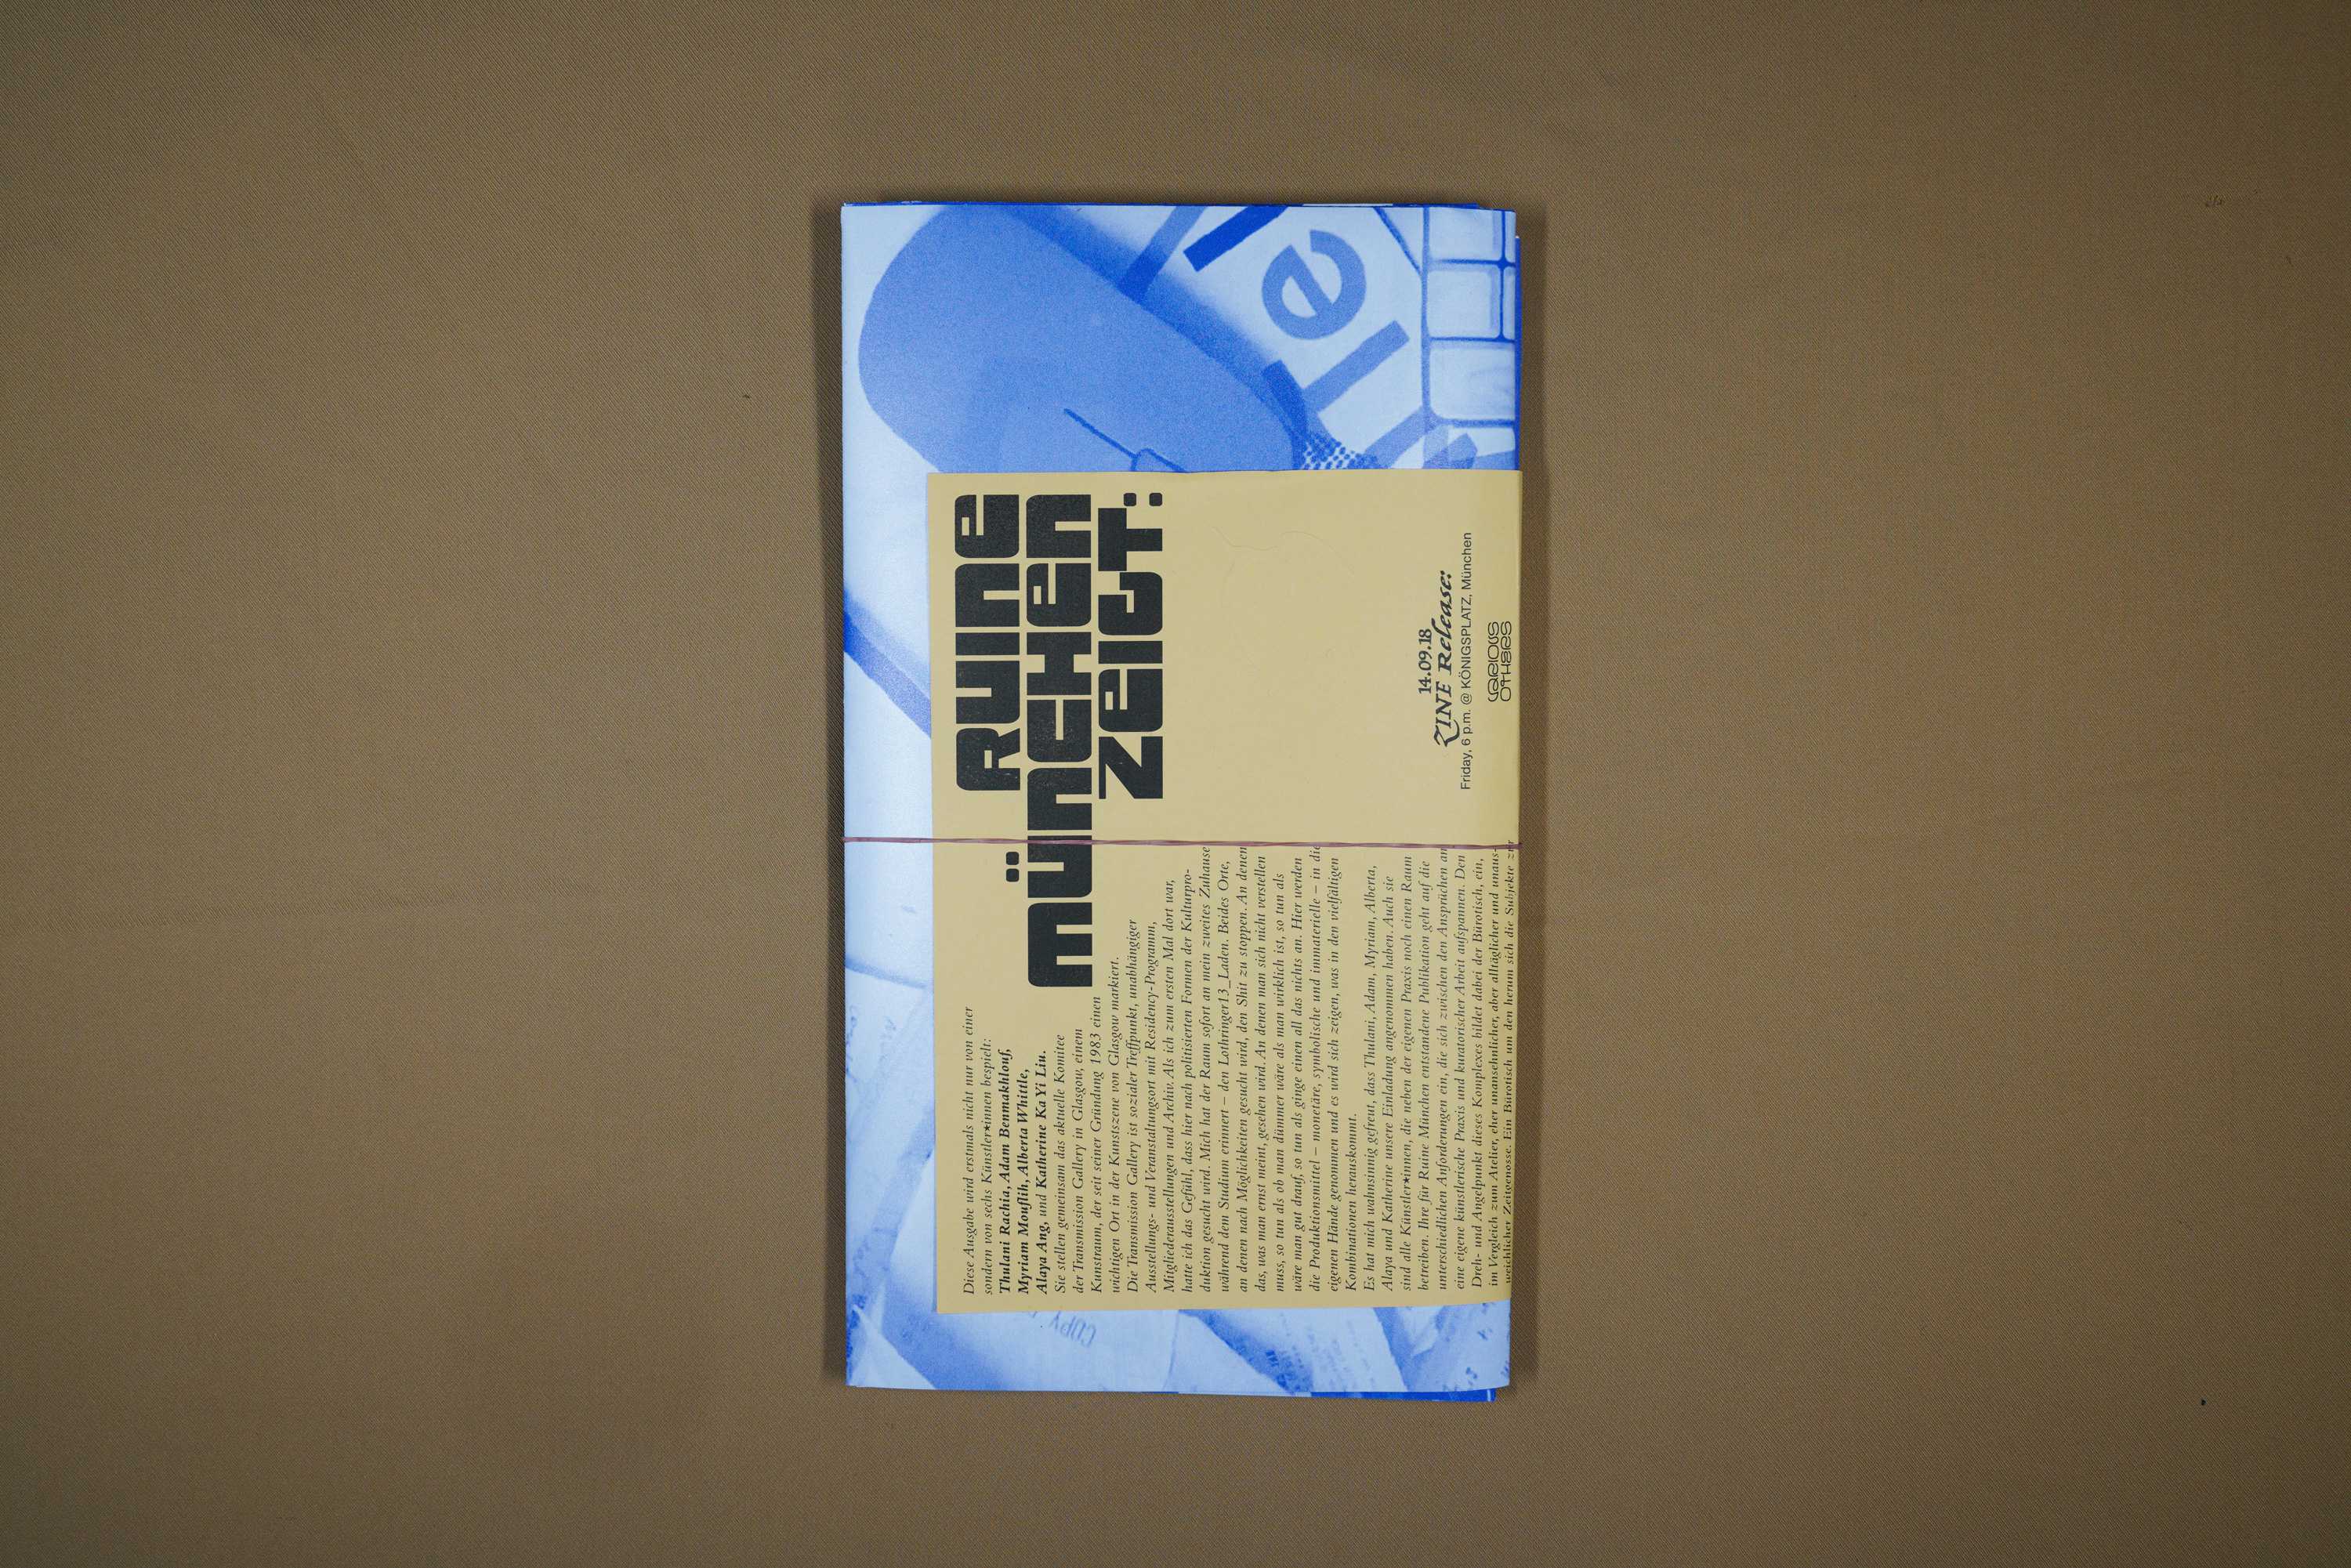 RUINE
MÜNCHEN
ZEIGT:
Diese Ausgabe wird erstmals nicht nur von einer
sondern von sechs Künstler*innen bespielt:
Thulani Rachia, Adam Benmakhlouf,
Myriam Mouflih, Alberta Whittle,
Alaya Ang, und Katherine Ka Yi Liu.
Sie stellen gemeinsam das aktuelle Komitee
der Transmission Gallery in Glasgow, einem
Kunstraum, der seit seiner Gründung 1983 einen
wichtigen Ort in der Kunstszene von Glasgow markiert.
Die Transmission Gallery ist sozialer Treffpunkt, unabhängiger
Ausstellungs- und Veranstaltungsort mit Residency-Programm,
Mitgliederausstellungen und Archiv. Als ich zum ersten Mal dort war,
hatte ich das Gefühl, dass hier nach politisierten Formen der Kulturpro-
duktion gesucht wird. Mich hat der Raum sofort an mein zweites Zuhause
während dem Studium erinnert – den Lothringer13_Laden. Beides Orte,
an denen nach Möglichkeiten gesucht wird, den Shit zu stoppen. An denen
das, was man ernst meint, gesehen wird. An denen man sich nicht verstellen
muss, so tun als ob man dümmer wäre als man wirklich ist, so tun als
wäre man gut drauf, so tun als ginge einen all das nichts an. Hier werden
die Produktionsmittel – monetäre, symbolische und immaterielle – in die
eigenen Hände genommen und es wird sich zeigen, was in den vielfältigen
Kombinationen herauskommt.
Es hat mich wahnsinnig gefreut, dass Thulani, Adam, Myriam, Alberta,
Alaya und Katherine unsere Einladung angenommen haben. Auch sie
sind alle Künstler*innen, die neben der eigenen Praxis noch einen Raum
betreiben. Ihre für Ruine München entstandene Publikation geht auf die
unterschiedlichen Anforderungen ein, die sich zwischen den Ansprüchen an
eine eigene künstlerische Praxis und kuratorischer Arbeit aufspannen. Den
Dreh- und Angelpunkt dieses Komplexes bildet dabei der Bürotisch, ein,
im Vergleich zum Atelier, eher unansehnlicher, aber alltäglicher und unaus-
weichlicher Zeitgenosse. Ein Bürotisch um den herum sich die Subjekte zur
14.09.18
ZINE Release:
Friday, 6 p.m. @ KÖNIGSPLATZ, München
OTHERS
Tel
COPY